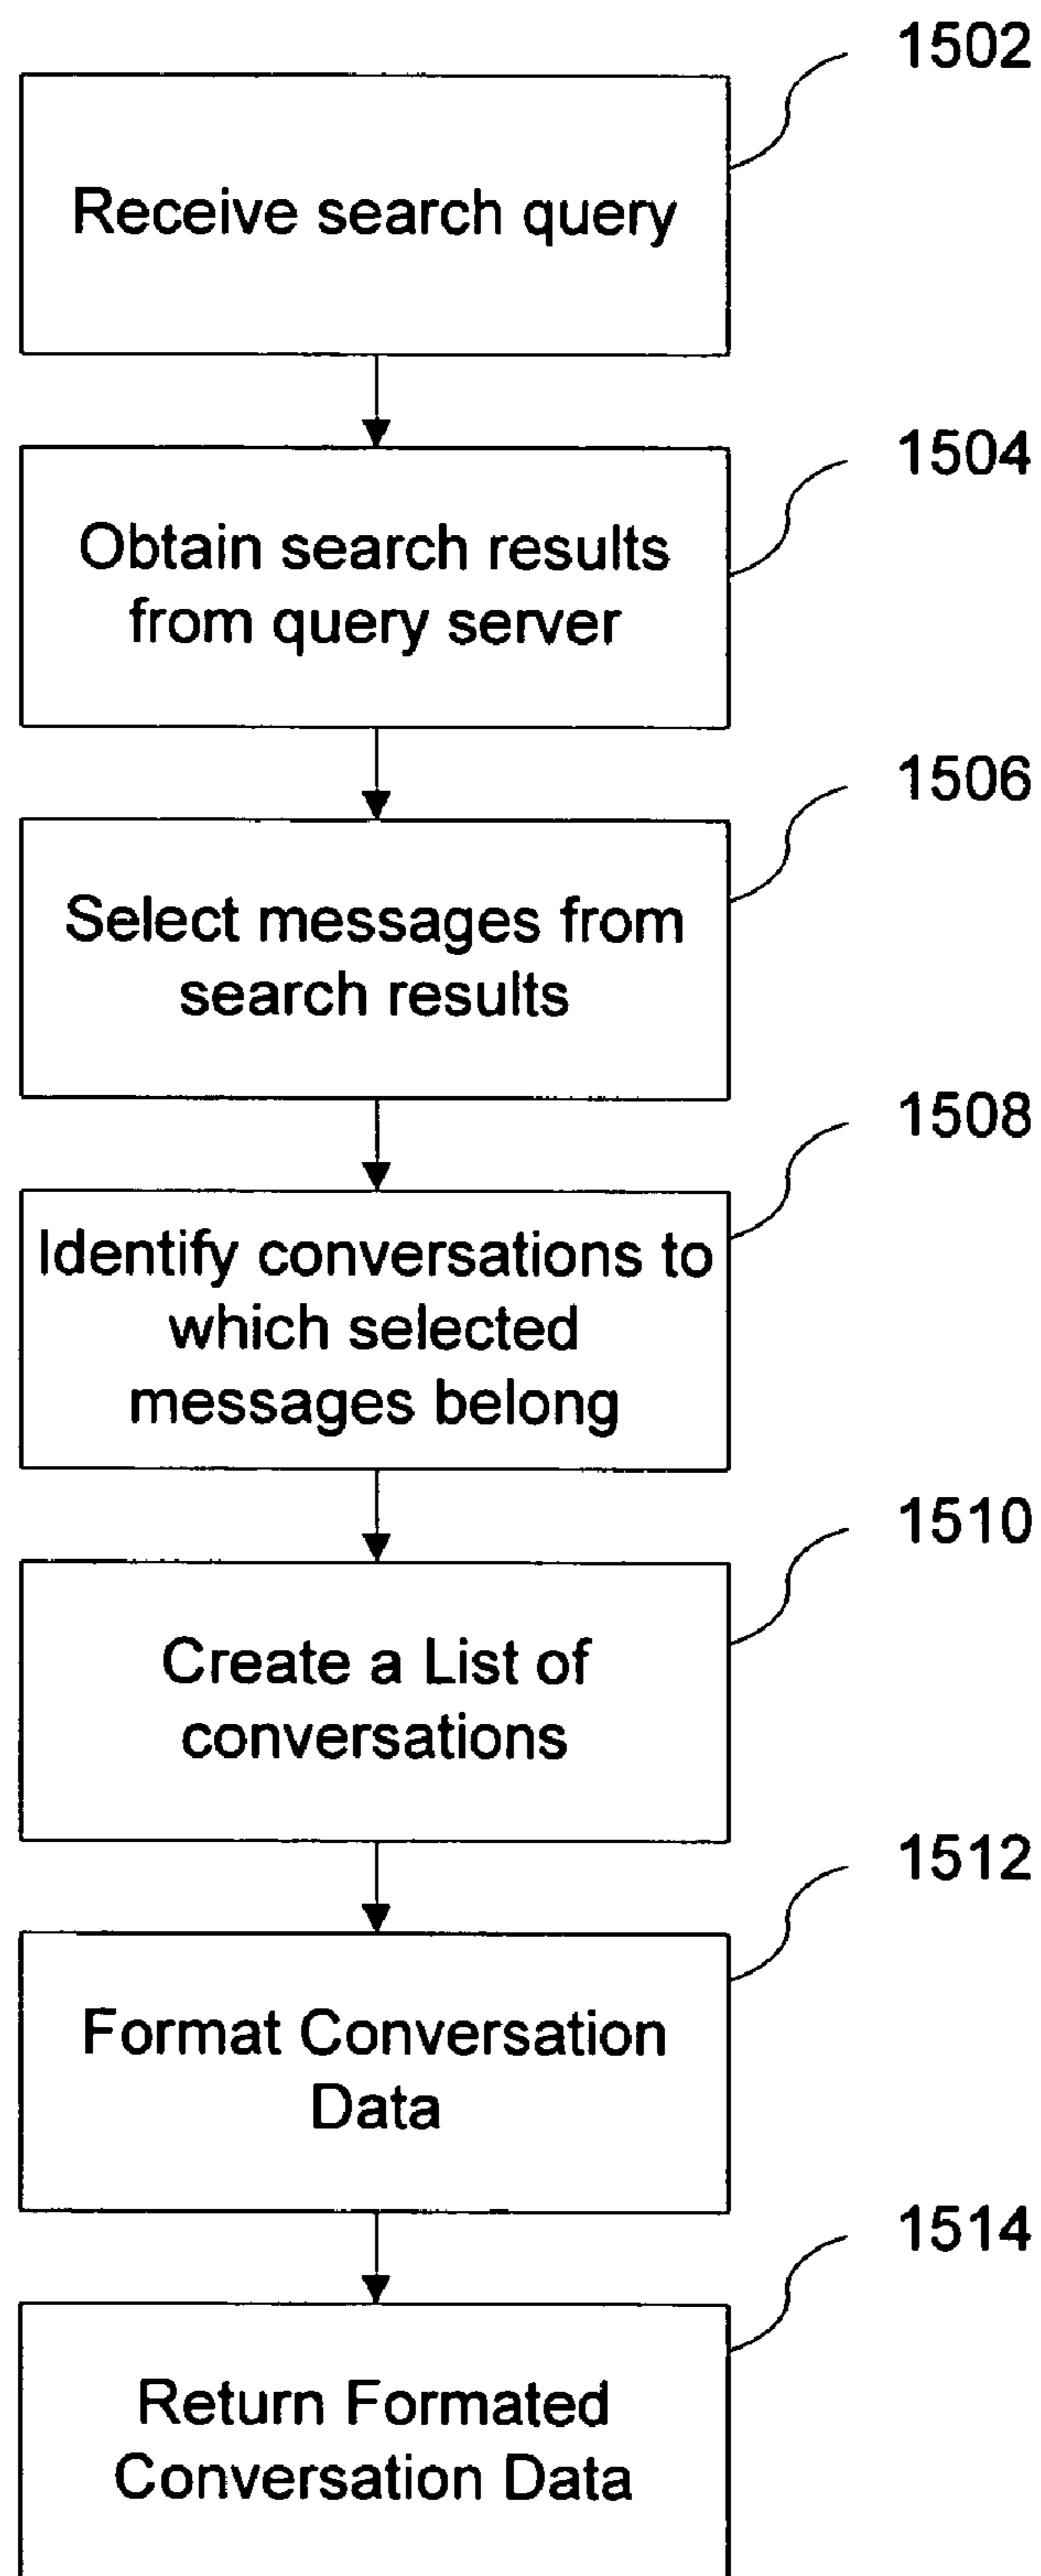 1502
Receive search query
1504
Obtain search results
from query server
1506
Select messages from
search results
1508
Identify conversations to
which selected
messages belong
1510
Create a List of
conversations
1512
Format Conversation
Data
1514
Return Formated
Conversation Data